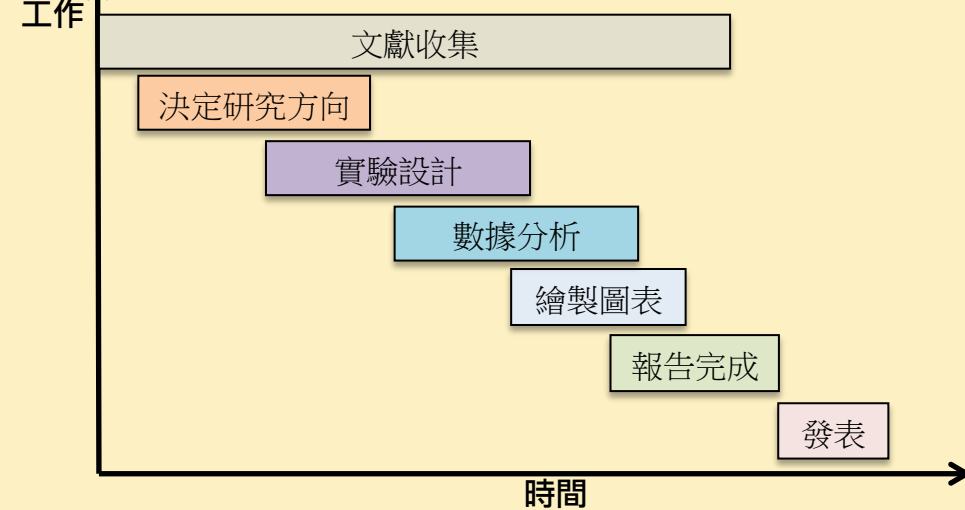 工作
文獻收集
決定研究方向
實驗設計
數據分析
繪製圖表
報告完成
發表
時間